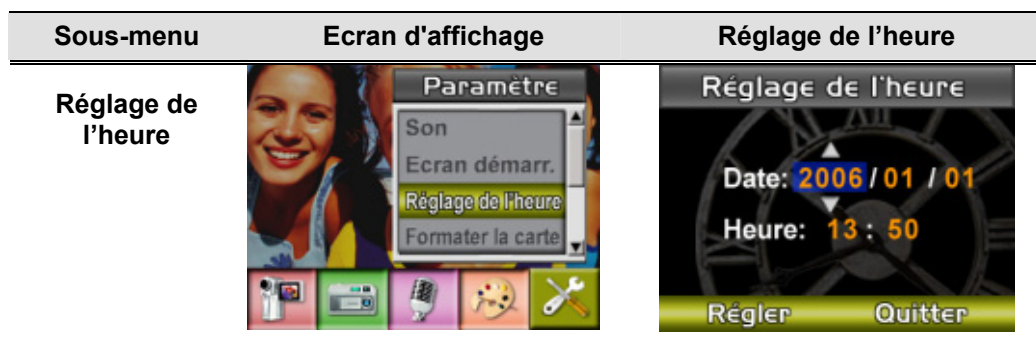 Sous-menu
Ecran d'affichage
Réglage de l’heure
Réglage de
l’heure
Paramètre
Son
Ecran démarr.
Réglage de l'heure
Formater la carte
Réglage de l'heure
Date: 2006 / 01 / 01
Heure: 13 : 50
Régler Quitter